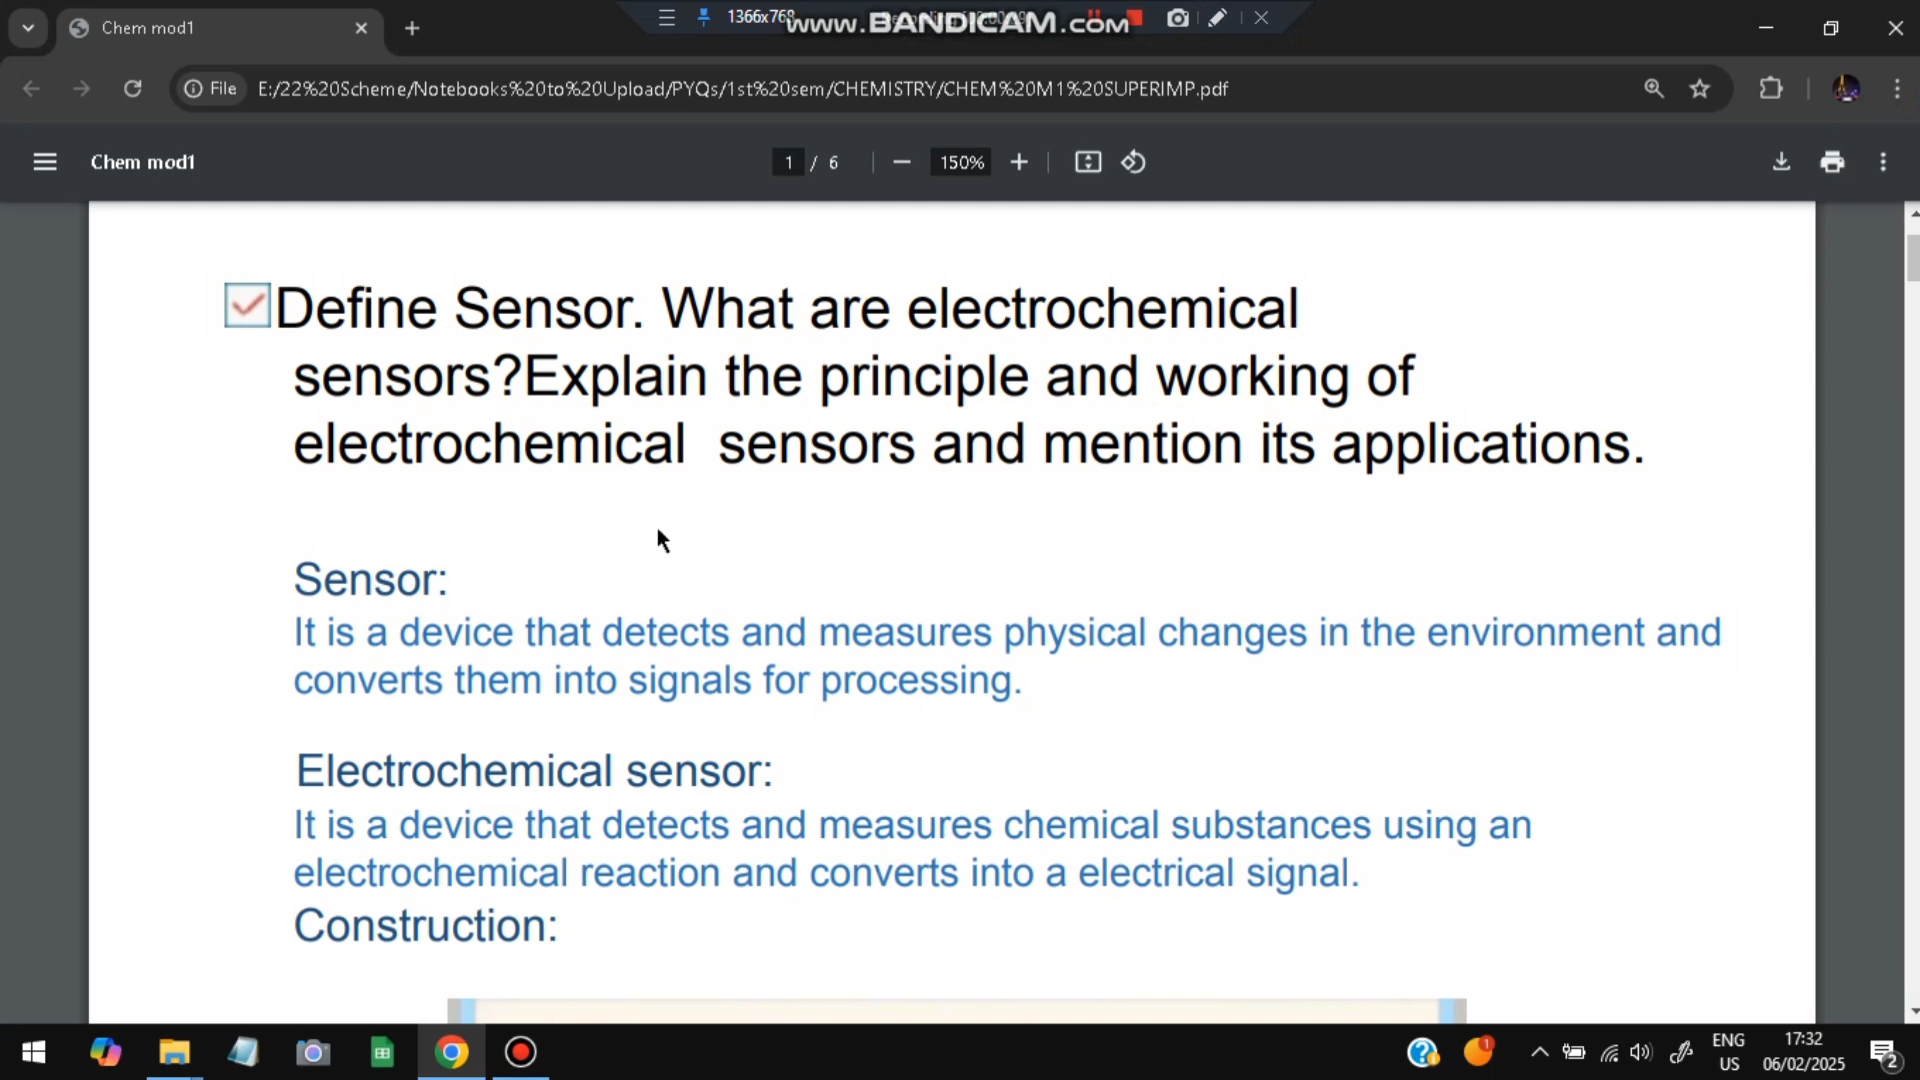 Chem mod1
1366x768
www.BANDICAM.com
File
E:/22%20Scheme/Notebooks%20to%20Upload/PYQs/1st%20sem/CHEMISTRY/CHEM%20M1%20SUPERIMP.pdf
Chem mod1
1 / 6
150%
Define Sensor. What are electrochemical
sensors?Explain the principle and working of
electrochemical sensors and mention its applications.
Sensor:
It is a device that detects and measures physical changes in the environment and
converts them into signals for processing.
Electrochemical sensor:
It is a device that detects and measures chemical substances using an
electrochemical reaction and converts into a electrical signal.
Construction:
1
ENG
US
17:32
06/02/2025
2